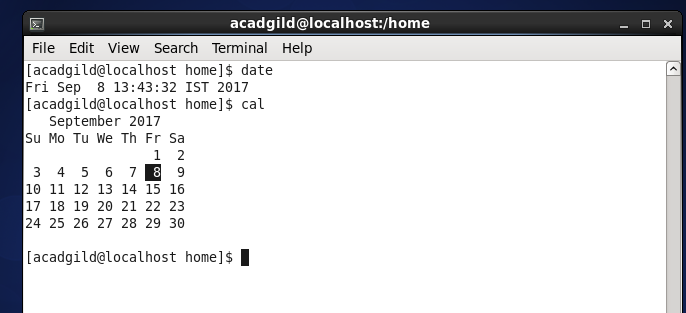 acadgild@localhost:/home
File Edit View Search Terminal Help
[acadgild@localhost home]$ date
Fri Sep  8 13:43:32 IST 2017
[acadgild@localhost home]$ cal
   September 2017
Su Mo Tu We Th Fr Sa
                1  2
 3  4  5  6  7  8  9
10 11 12 13 14 15 16
17 18 19 20 21 22 23
24 25 26 27 28 29 30
[acadgild@localhost home]$